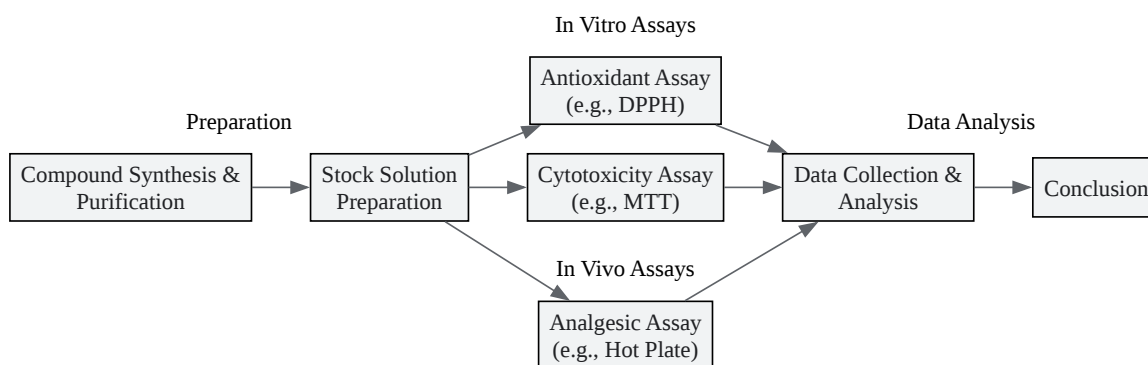 In Vitro Assays
Antioxidant Assay
(e.g., DPPH)
Preparation
Data Analysis
Compound Synthesis &
Purification
Stock Solution
Preparation
Cytotoxicity Assay
(e.g., MTT)
Data Collection &
Analysis
Conclusion
In Vivo Assays
Analgesic Assay
(e.g., Hot Plate)